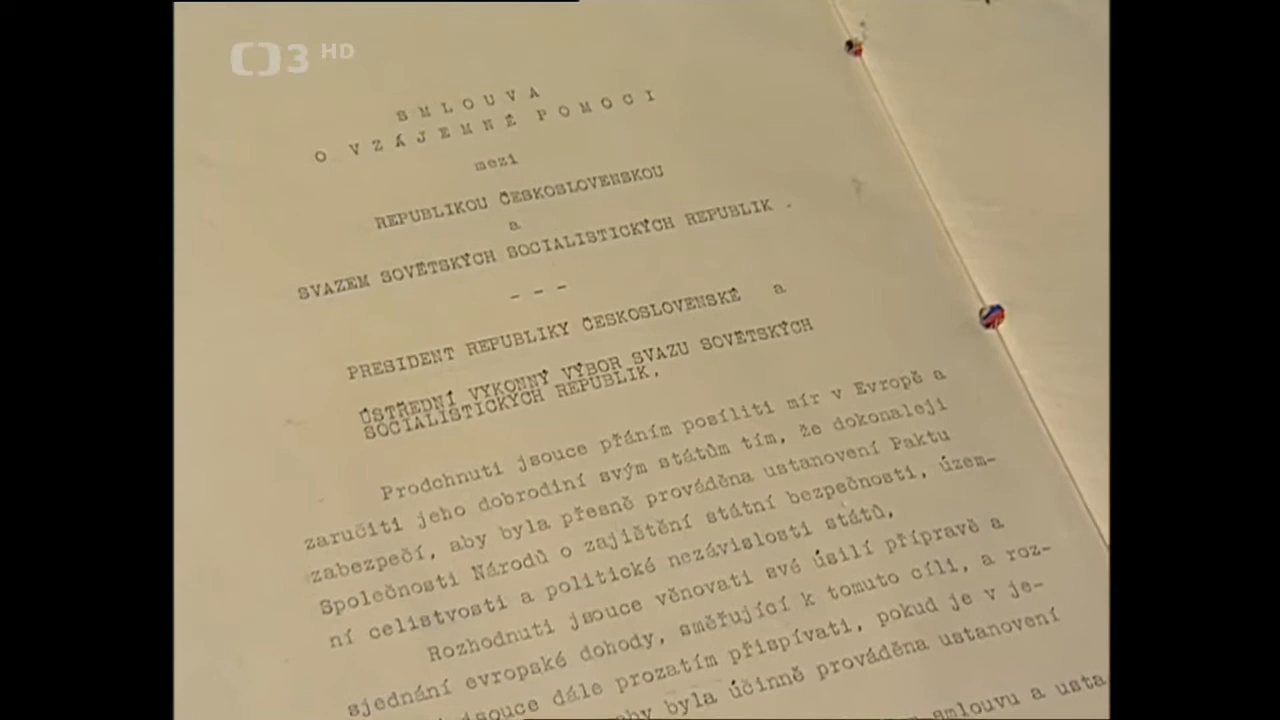 ČT3 HD
S M L O U V A
O V Z Á J E M N É P O M O C I
mezi
REPUBLIKOU ČESKOSLOVENSKOU
a
SVAZEM SOVĚTSKÝCH SOCIALISTICKÝCH REPUBLIK .
- - -
PRESIDENT REPUBLIKY ČESKOSLOVENSKÉ a
ÚSTŘEDNÍ VÝKONNÝ VÝBOR SVAZU SOVĚTSKÝCH
SOCIALISTICKÝCH REPUBLIK,
Prodchnuti jsouce přáním posíliti mír v Evropě a
zaručiti jeho dobrodiní svým státům tím, že dokonaleji
zabezpečí, aby byla přesně prováděna ustanovení Paktu
Společnosti Národů o zajištění státní bezpečnosti, územ-
ní celistvosti a politické nezávislosti států,
Rozhodnuti jsouce věnovati své úsilí přípravě a
sjednání evropské dohody, směřující k tomuto cíli, a roz-
jsouce dále prozatím přispívati, pokud je v je-
aby byla účinně prováděna ustanovení
smlouvu a usta